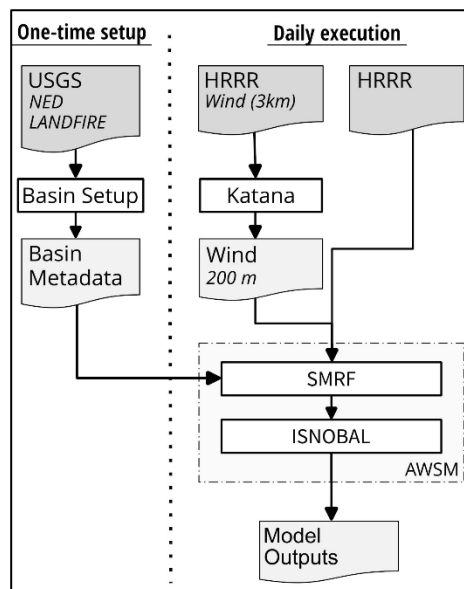 One-time setup
Daily execution
USGS
NED
LANDFIRE
HRRR
Wind (3km)
HRRR
Basin Setup
Katana
Basin
Metadata
Wind
200 m
SMRF
ISNOBAL
AWSM
Model
Outputs